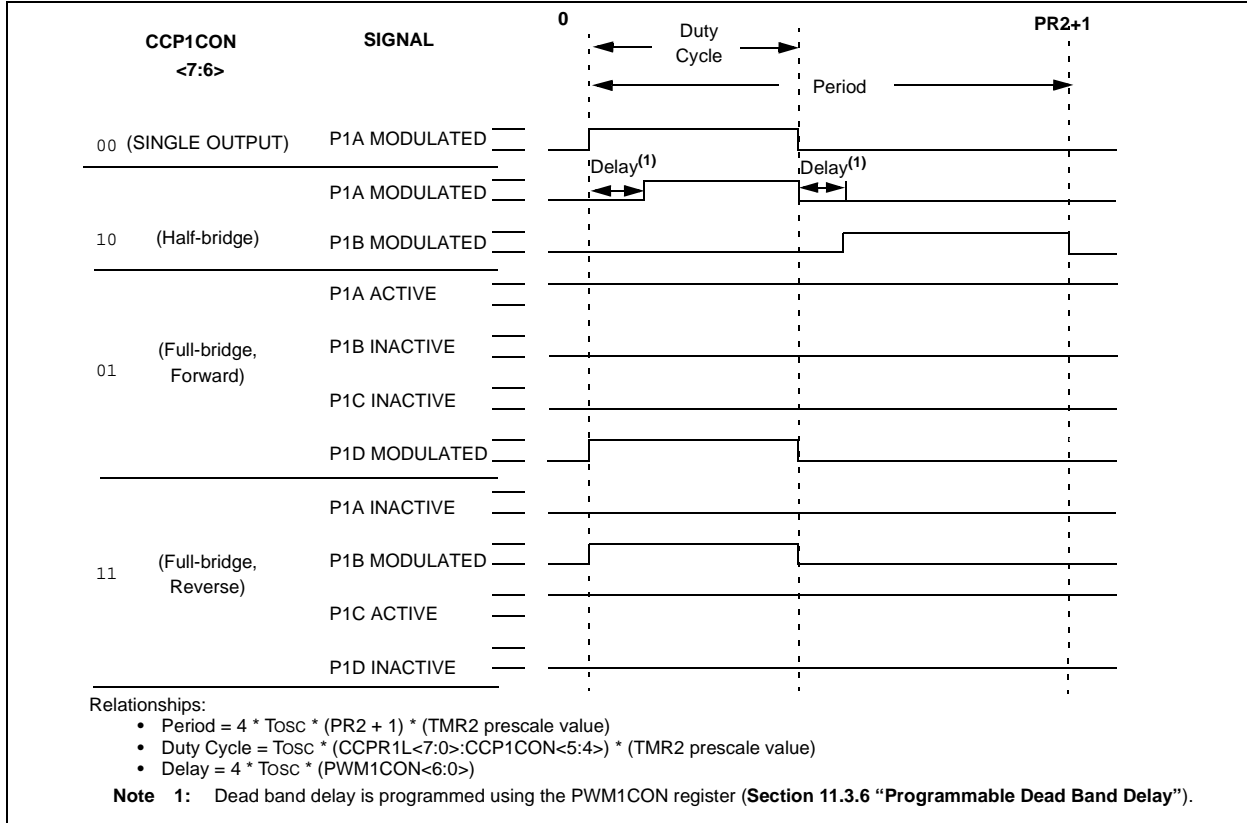 0
PR2+1
CCP1CON
<7:6>
SIGNAL
Duty
Cycle
Period
00 (SINGLE OUTPUT) P1A MODULATED
Delay(1)
Delay(1)
P1A MODULATED
10 (Half-bridge) P1B MODULATED
P1A ACTIVE
P1B INACTIVE
01 (Full-bridge,
Forward)
P1C INACTIVE
P1D MODULATED
P1A INACTIVE
P1B MODULATED
11 (Full-bridge,
Reverse)
P1C ACTIVE
P1D INACTIVE
Relationships:
• Period = 4 * TOSC * (PR2 + 1) * (TMR2 prescale value)
• Duty Cycle = TOSC * (CCPR1L<7:0>:CCP1CON<5:4>) * (TMR2 prescale value)
• Delay = 4 * TOSC * (PWM1CON<6:0>)
Note 1: Dead band delay is programmed using the PWM1CON register (Section 11.3.6 “Programmable Dead Band Delay”).